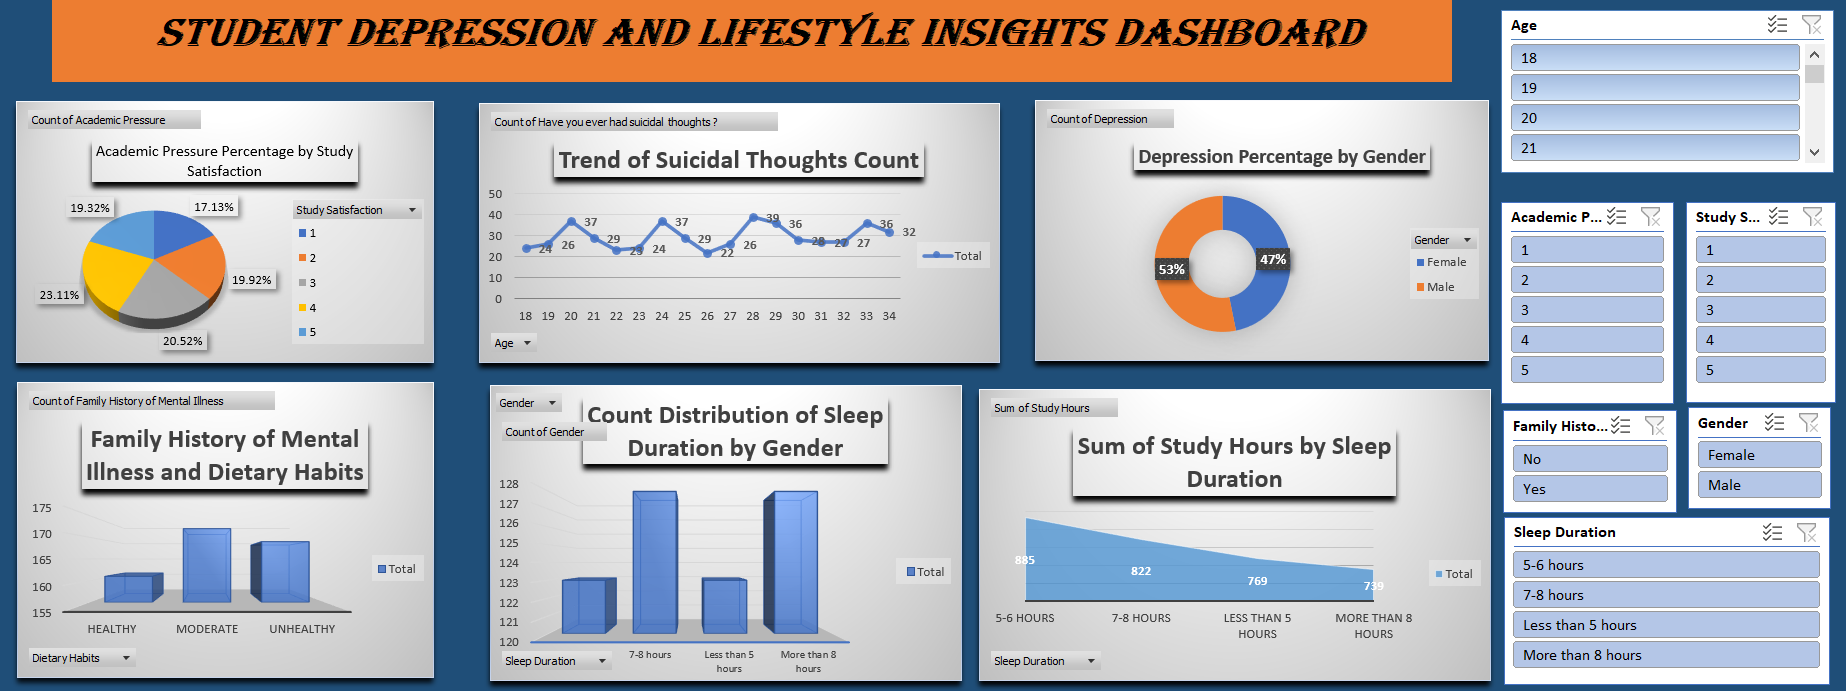 STUDENT DEPRESSION AND LIFESTYLE INSIGHTS DASHBOARD
Count of Academic Pressure
Academic Pressure Percentage by Study
Satisfaction
19.32%
17.13%
19.92%
23.11%
20.52%
Study Satisfaction
1
2
3
4
5
Count of Have you ever had suicidal thoughts ?
Trend of Suicidal Thoughts Count
50
40
30
20
10
0
24 26 37 29 23 24 37 29 22 26 39 36 28 27 27 36 32
18 19 20 21 22 23 24 25 26 27 28 29 30 31 32 33 34
Total
Age
Count of Depression
Depression Percentage by Gender
53%
47%
Gender
Female
Male
Count of Family History of Mental Illness
Family History of Mental
Illness and Dietary Habits
175
170
165
160
155
HEALTHY MODERATE UNHEALTHY
Total
Dietary Habits
Gender
Count of Gender
Count Distribution of Sleep
Duration by Gender
128
127
126
125
124
123
122
121
120
7-8 hours
Less than 5
hours
More than 8
hours
Total
Sleep Duration
Sum of Study Hours
Sum of Study Hours by Sleep
Duration
885
822
769
739
5-6 HOURS
7-8 HOURS
LESS THAN 5
HOURS
MORE THAN 8
HOURS
Total
Sleep Duration
Age
18
19
20
21
Academic P...
1
2
3
4
5
Study S...
1
2
3
4
5
Family Histo...
No
Yes
Gender
Female
Male
Sleep Duration
5-6 hours
7-8 hours
Less than 5 hours
More than 8 hours